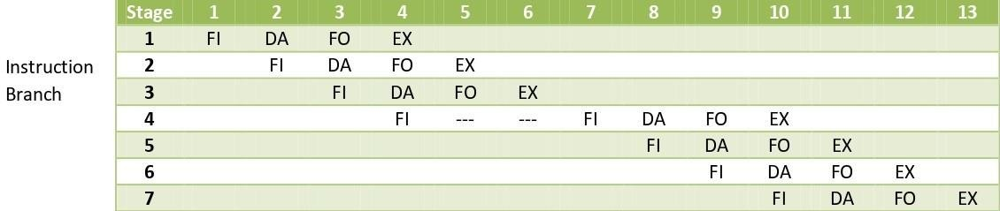 Stage 1 2 3 4 5 6 7 8 9 10 11 12 13
1 FI DA FO EX
Instruction 2 FI DA FO EX
Branch 3 FI DA FO EX
4 FI --- --- FI DA FO EX
5 FI DA FO EX
6 FI DA FO EX
7 FI DA FO EX